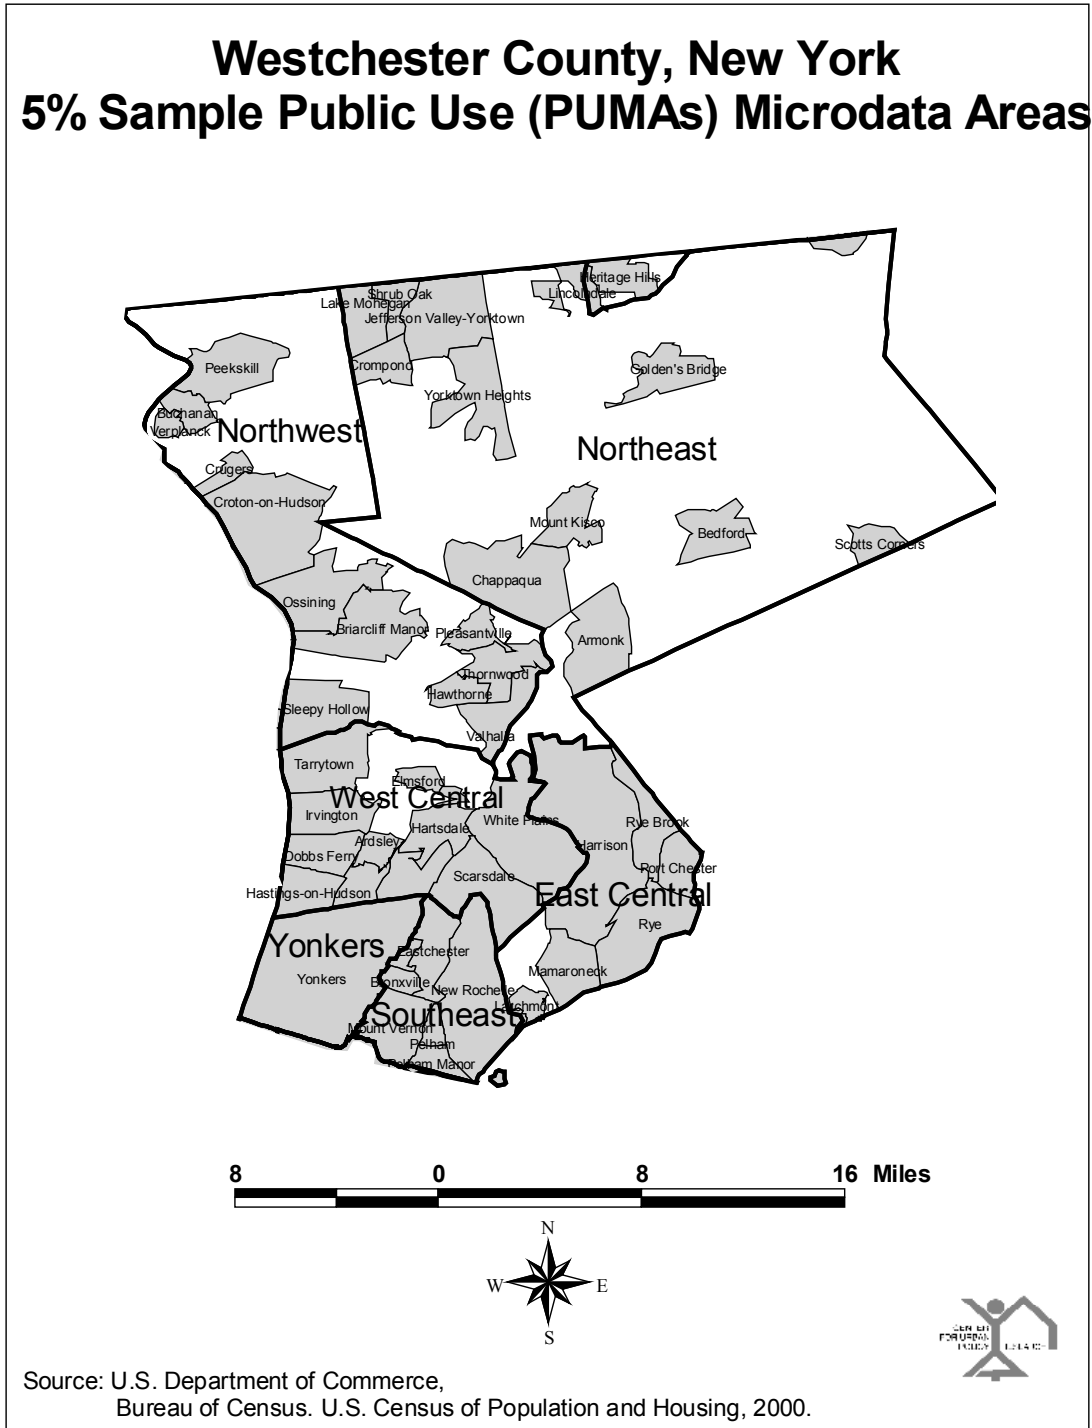 Westchester County, New York
5% Sample Public Use (PUMAs) Microdata Areas
Heritage Hills
Shrub Oak
Lincolndale
Lake Mohegan
Jefferson Valley-Yorktown
Peekskill
Crompond
Golden's Bridge
Yorktown Heights
Buchanan
Verplanck
Northwest
Northeast
Crugers
Croton-on-Hudson
Mount Kisco
Bedford
Scotts Corners
Chappaqua
Ossining
Briarcliff Manor
Pleasantville
Armonk
Thornwood
Hawthorne
Sleepy Hollow
Valhalla
Tarrytown
Elmsford
West Central
Irvington
White Plains
Rye Brook
Hartsdale
Ardsley
Harrison
Dobbs Ferry
Port Chester
Scarsdale
Hastings-on-Hudson
East Central
Rye
Yonkers
Eastchester
Mamaroneck
Yonkers
Bronxville
New Rochelle
Larchmont
Southeast
Mount Vernon
Pelham
Pelham Manor
8 0 8 16 Miles
N
W E
S
CENTER
FOR URBAN
POLICY RESEARCH
Source: U.S. Department of Commerce,
Bureau of Census. U.S. Census of Population and Housing, 2000.